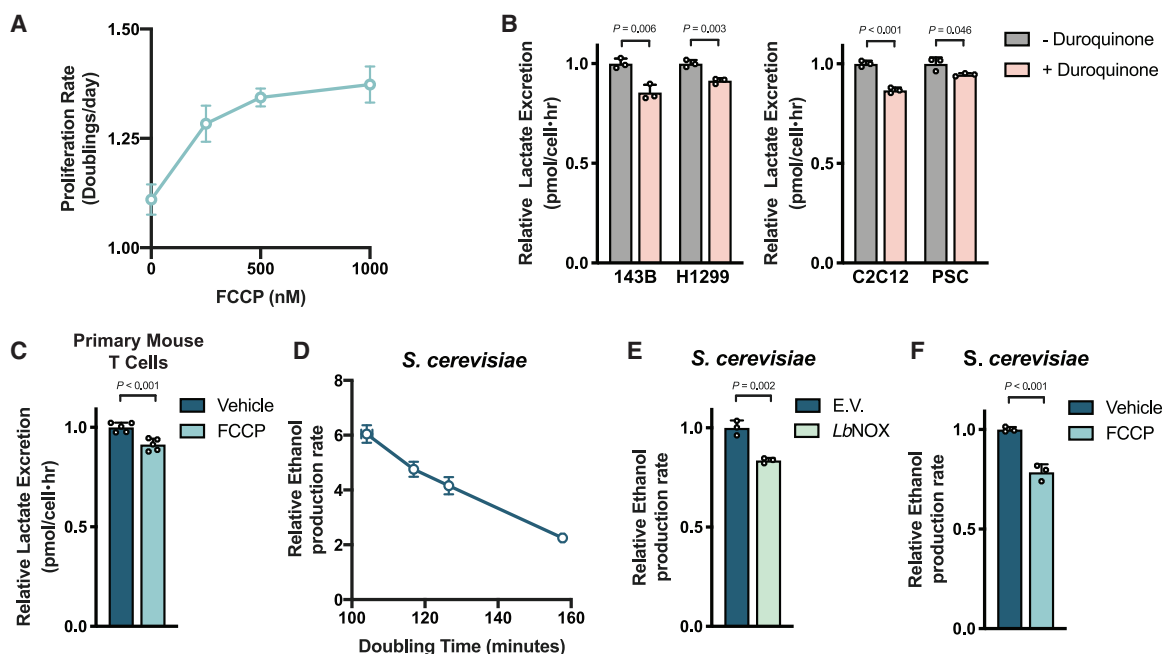 A
1.50
1.25
1.00
Proliferation Rate
(Doublings/day)
0
500
1000
FCCP (nM)
B
P = 0.006
P = 0.003
1.0
0.5
0.0
Relative Lactate Excretion
(pmol/cell·hr)
143B
H1299
P < 0.001
P = 0.046
1.0
0.5
0.0
Relative Lactate Excretion
(pmol/cell·hr)
C2C12
PSC
- Duroquinone
+ Duroquinone
C
Primary Mouse
T Cells
P < 0.001
Vehicle
FCCP
1.0
0.5
0.0
Relative Lactate Excretion
(pmol/cell·hr)
D
S. cerevisiae
8
6
4
2
0
Relative Ethanol
production rate
100
120
140
160
Doubling Time (minutes)
E
S. cerevisiae
P = 0.002
E.V.
LbNOX
1.0
0.5
0.0
Relative Ethanol
production rate
F
S. cerevisiae
P < 0.001
Vehicle
FCCP
1.0
0.5
0.0
Relative Ethanol
production rate